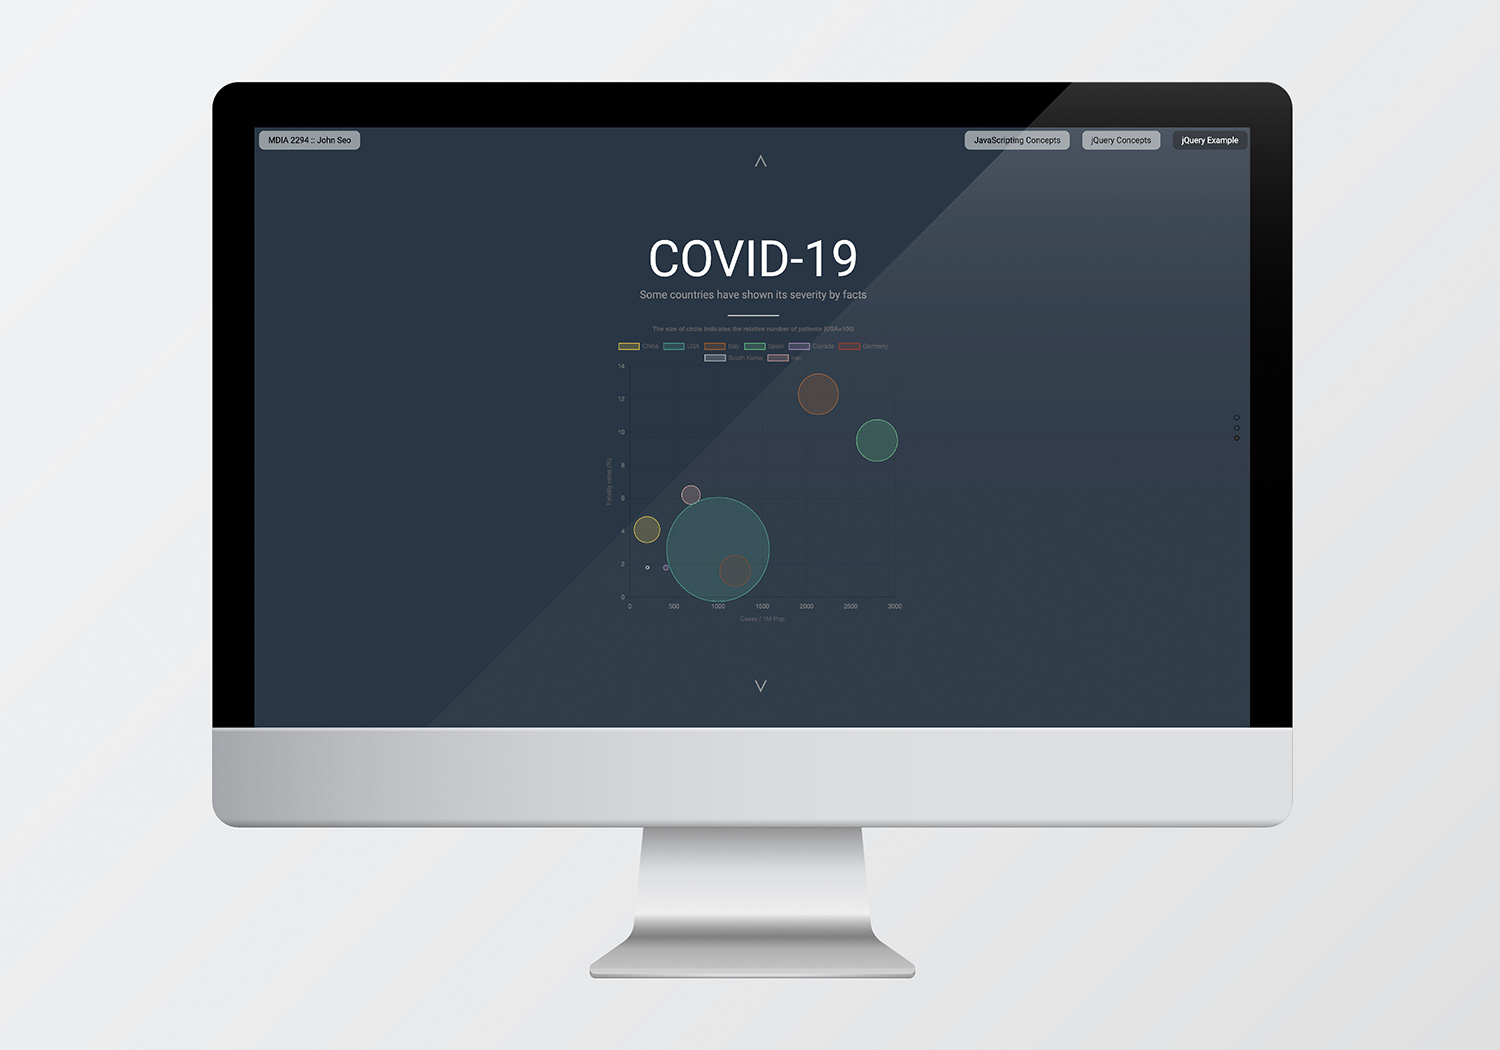 MDIA 2294 :: John Seo
JavaScripting Concepts
jQuery Concepts
jQuery Example
COVID-19
Some countries have shown its severity by facts
The size of circle indicates the relative number of patients (USA=100)
China USA Italy Spain Canada Germany
South Korea Iran
14
12
10
8
6
4
2
0
Fatality rates (%)
0 500 1000 1500 2000 2500 3000
Cases / 1M Pop